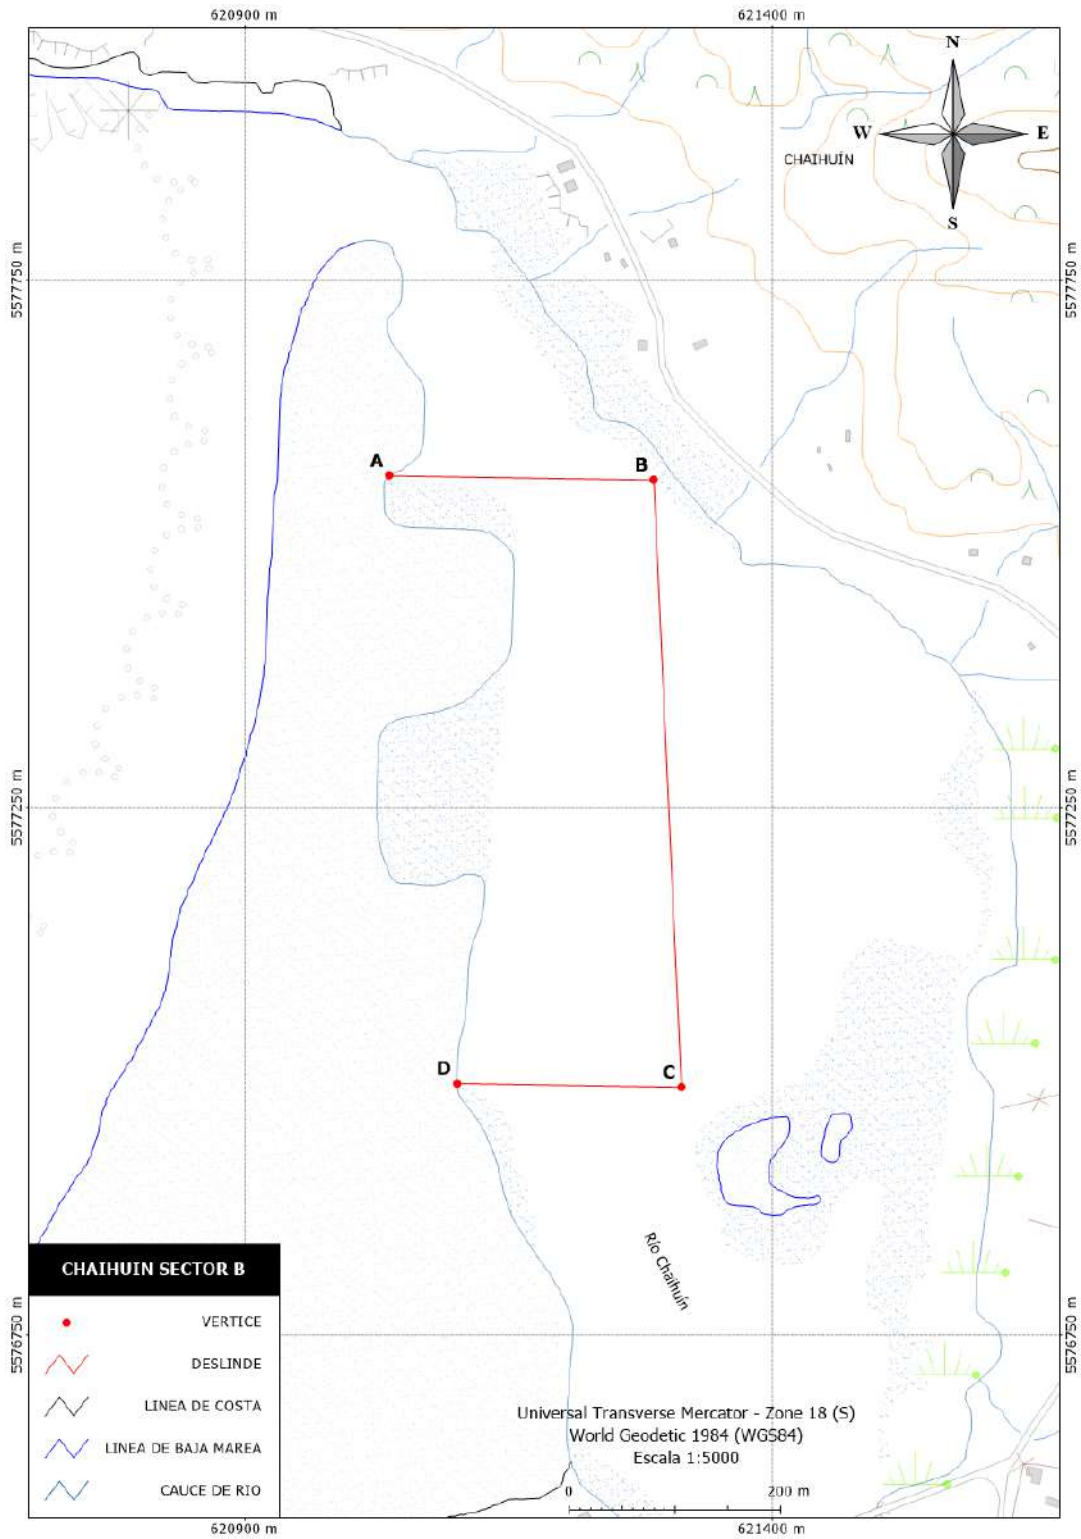 620900 m
621400 m
N
W
E
S
CHAIHUÍN
5577750 m
5577750 m
A
B
5577250 m
5577250 m
D
C
Río Chaihuín
CHAIHUIN SECTOR B
VERTICE
DESLINDE
LINEA DE COSTA
LINEA DE BAJA MAREA
CAUCE DE RIO
5576750 m
5576750 m
Universal Transverse Mercator - Zone 18 (S)
World Geodetic 1984 (WGS84)
Escala 1:5000
0
200 m
620900 m
621400 m